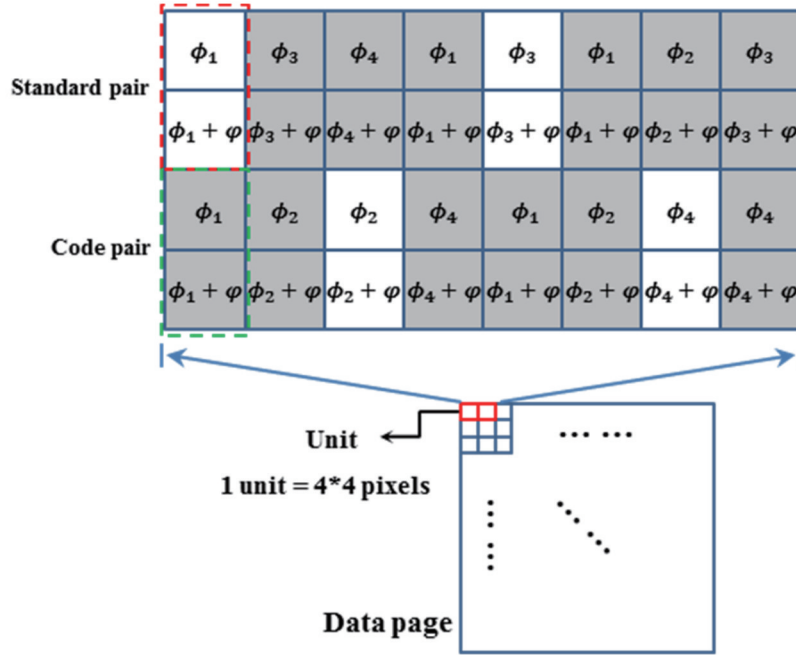 ϕ₁ ϕ₃ ϕ₄ ϕ₁ ϕ₃ ϕ₁ ϕ₂ ϕ₃
Standard pair
ϕ₁ + φ ϕ₃ + φ ϕ₄ + φ ϕ₁ + φ ϕ₃ + φ ϕ₁ + φ ϕ₂ + φ ϕ₃ + φ
ϕ₁ ϕ₂ ϕ₂ ϕ₄ ϕ₁ ϕ₂ ϕ₄ ϕ₄
Code pair
ϕ₁ + φ ϕ₂ + φ ϕ₂ + φ ϕ₄ + φ ϕ₁ + φ ϕ₂ + φ ϕ₄ + φ ϕ₄ + φ
Unit
1 unit = 4*4 pixels
Data page